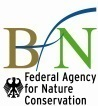 BfN
Federal Agency
for Nature
Conservation